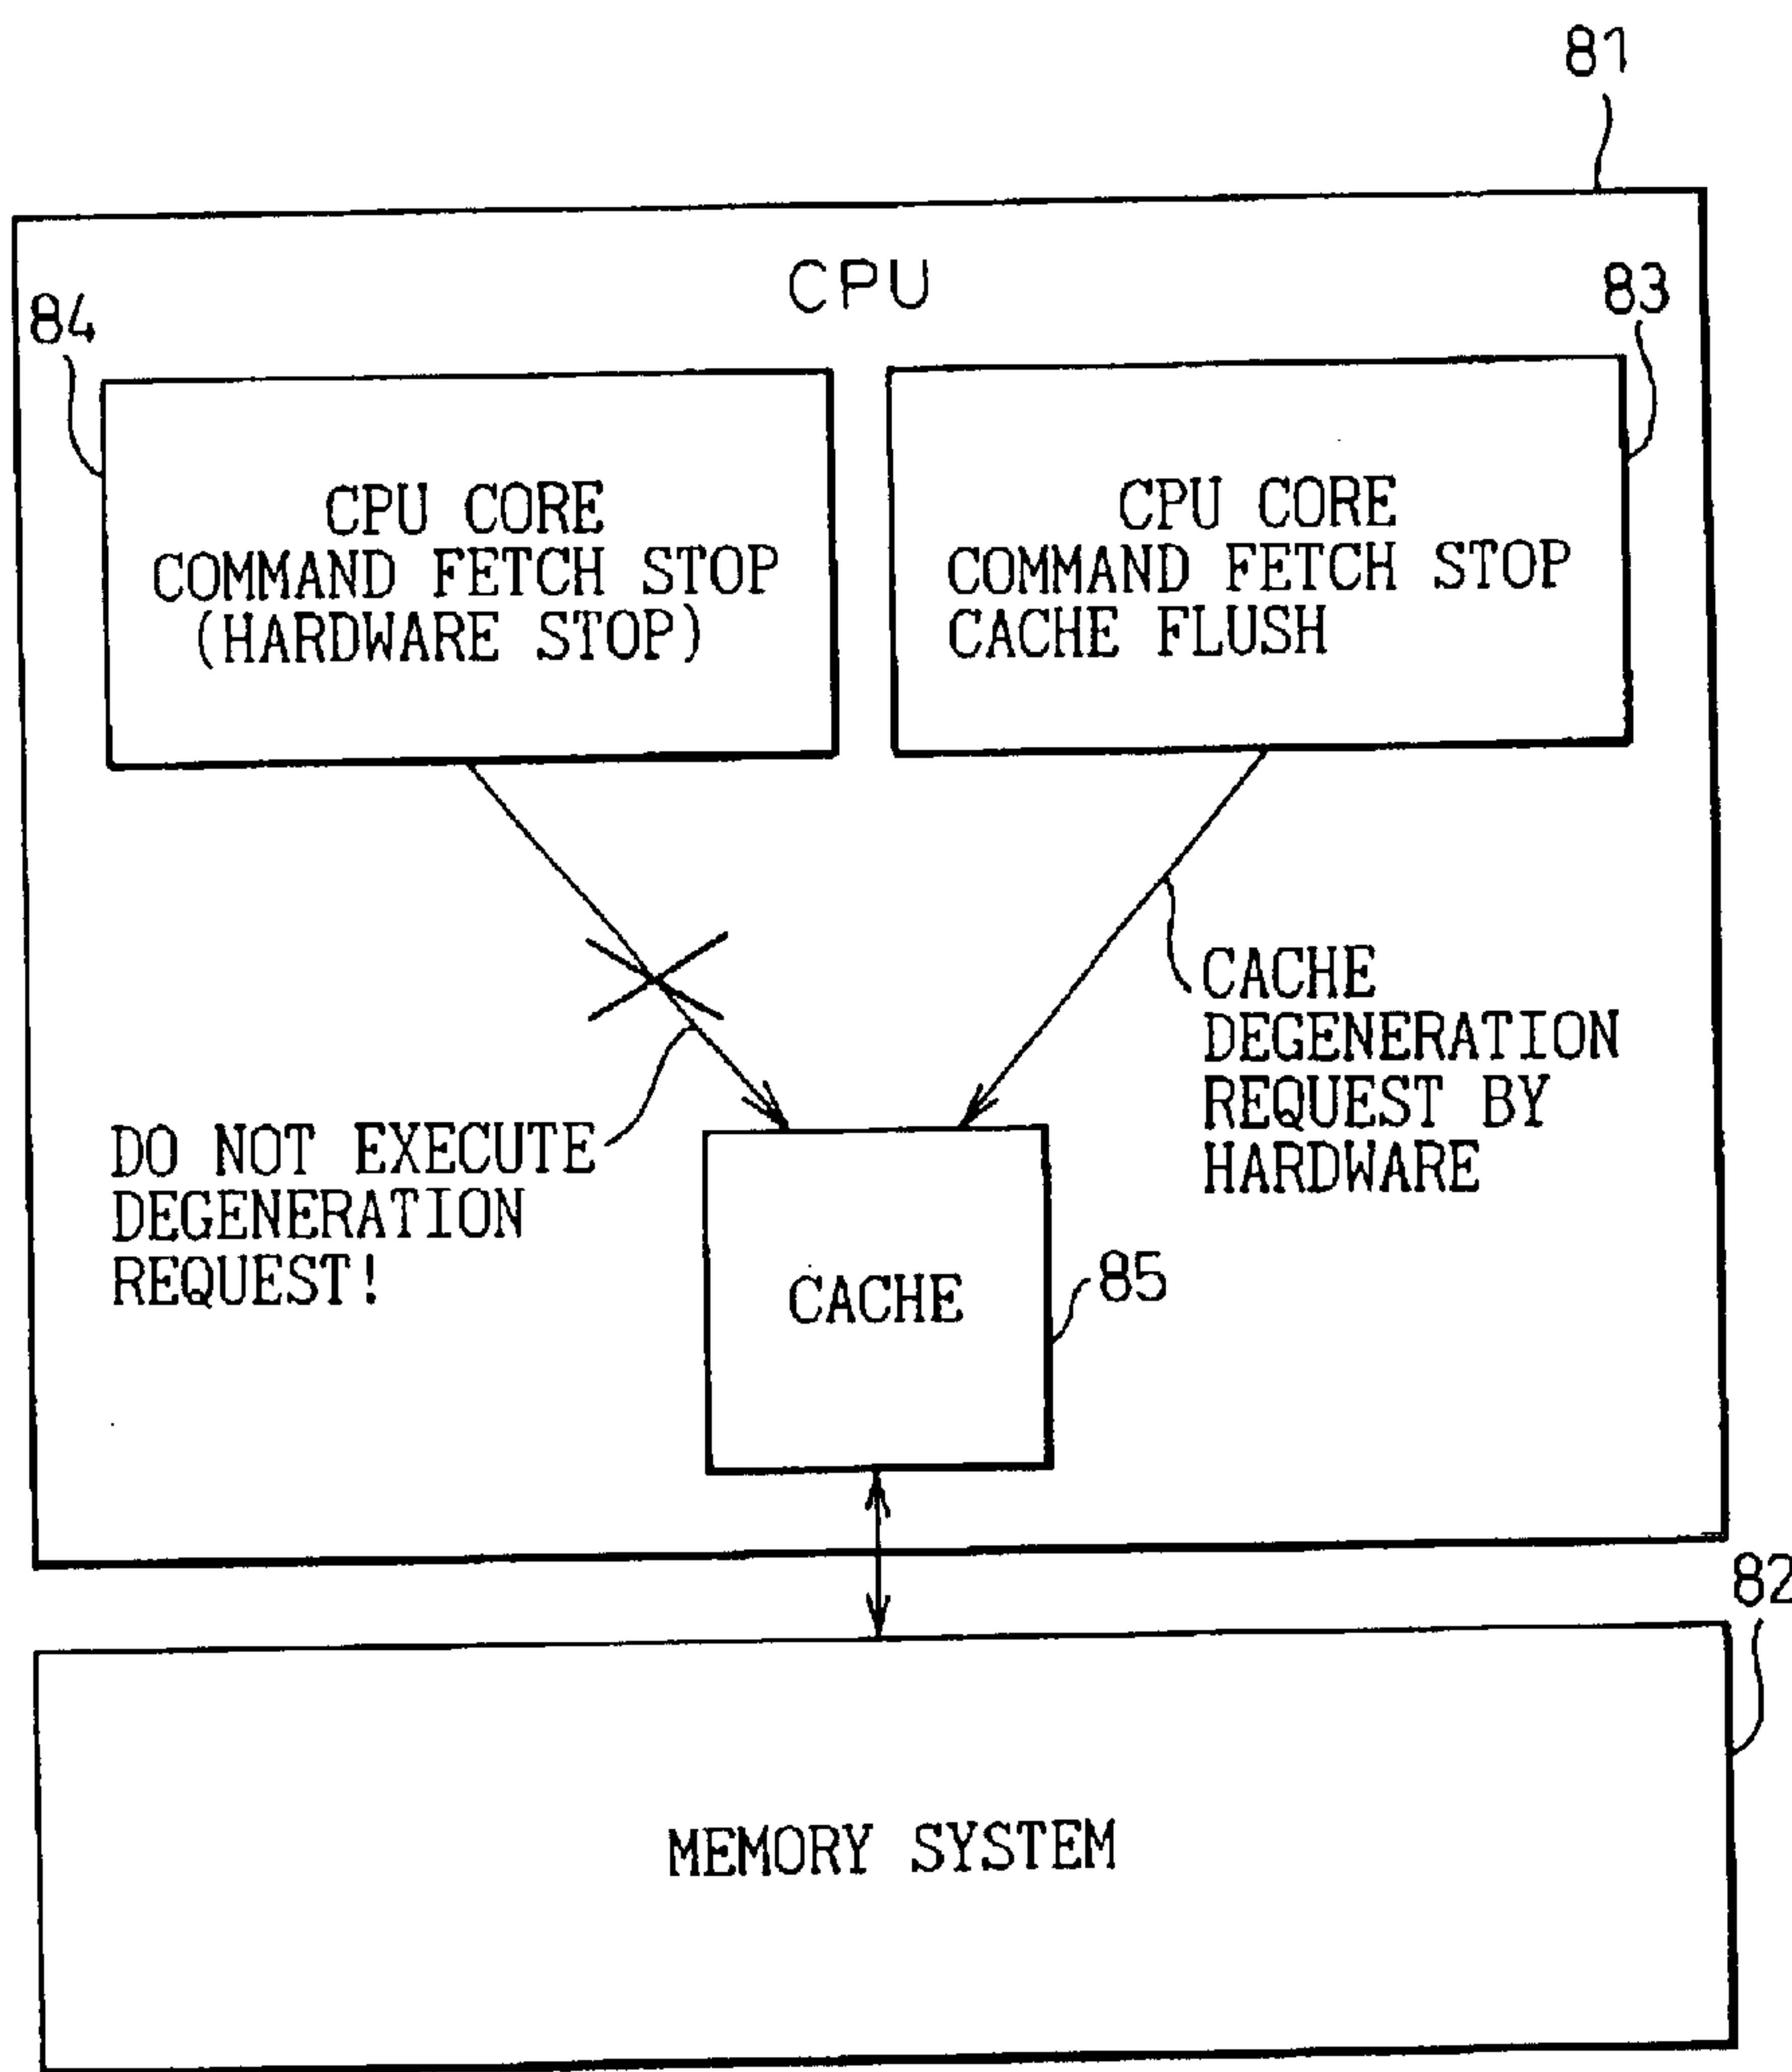 81
CPU
84
83
CPU CORE
COMMAND FETCH STOP
(HARDWARE STOP)
CPU CORE
COMMAND FETCH STOP
CACHE FLUSH
CACHE
DEGENERATION
REQUEST BY
HARDWARE
DO NOT EXECUTE
DEGENERATION
REQUEST!
CACHE
85
82
MEMORY SYSTEM